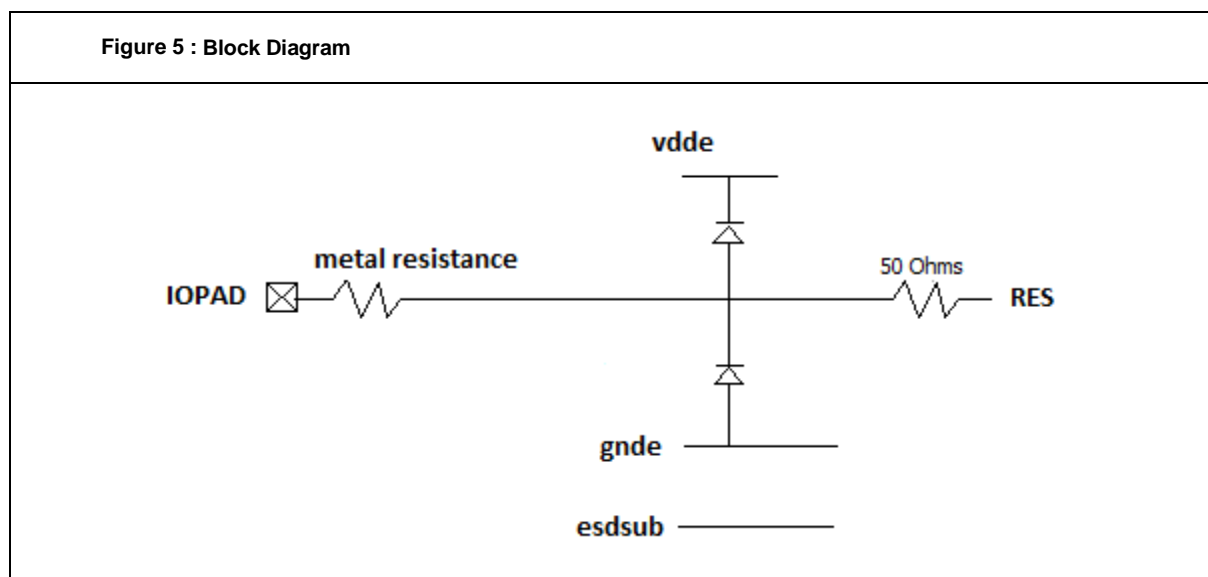 Figure 5 : Block Diagram
vdde
metal resistance
50 Ohms
IOPAD
RES
gnde
esdsub